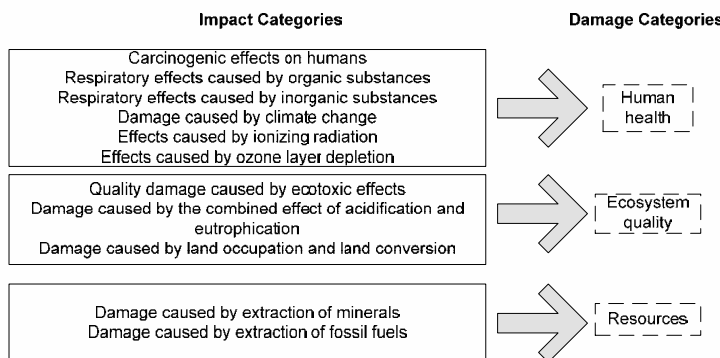 Impact Categories
Damage Categories
Carcinogenic effects on humans
Respiratory effects caused by organic substances
Respiratory effects caused by inorganic substances
Damage caused by climate change
Effects caused by ionizing radiation
Effects caused by ozone layer depletion
Human
health
Quality damage caused by ecotoxic effects
Damage caused by the combined effect of acidification and
eutrophication
Damage caused by land occupation and land conversion
Ecosystem
quality
Damage caused by extraction of minerals
Damage caused by extraction of fossil fuels
Resources